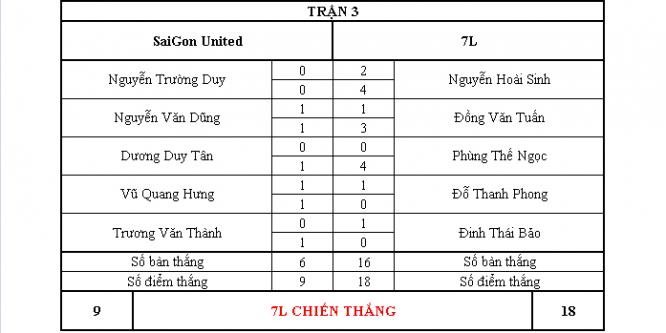 TRẬN 3
SaiGon United 7L
Nguyễn Trường Duy 0 2 Nguyễn Hoài Sinh
0 4
Nguyễn Văn Dũng 1 1 Đồng Văn Tuấn
1 3
Dương Duy Tân 0 0 Phùng Thế Ngọc
1 4
Vũ Quang Hưng 1 1 Đỗ Thanh Phong
1 0
Trương Văn Thành 0 1 Đinh Thái Bảo
1 0
Số bàn thắng 6 16 Số bàn thắng
Số điểm thắng 9 18 Số điểm thắng
9 7L CHIẾN THẮNG 18